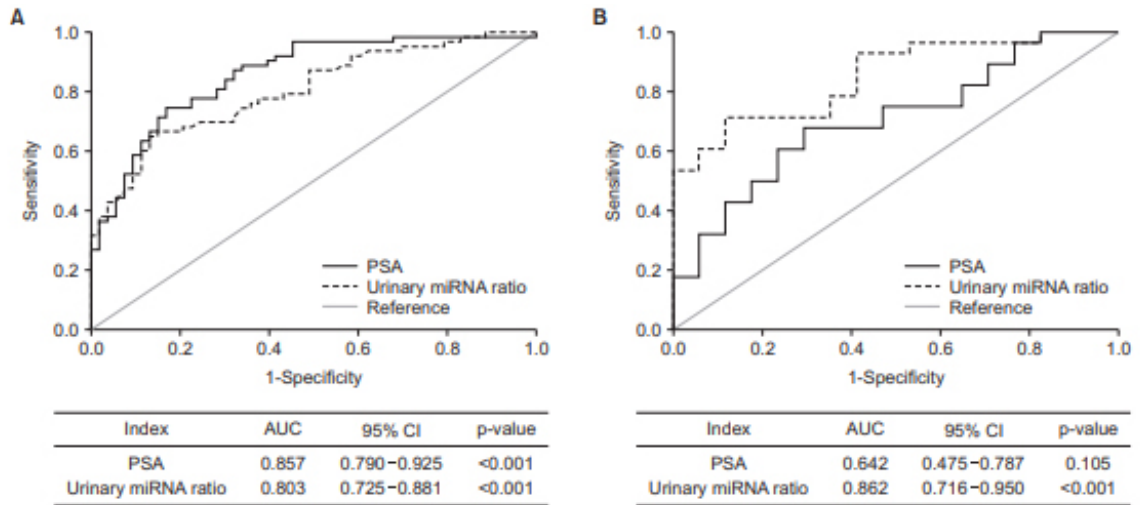 A
1.0
0.8
0.6
0.4
0.2
0.0
Sensitivity
PSA
Urinary miRNA ratio
Reference
0.0 0.2 0.4 0.6 0.8 1.0
1-Specificity
Index AUC 95% CI p-value
PSA 0.857 0.790−0.925 <0.001
Urinary miRNA ratio 0.803 0.725−0.881 <0.001
B
1.0
0.8
0.6
0.4
0.2
0.0
Sensitivity
PSA
Urinary miRNA ratio
Reference
0.0 0.2 0.4 0.6 0.8 1.0
1-Specificity
Index AUC 95% CI p-value
PSA 0.642 0.475−0.787 0.105
Urinary miRNA ratio 0.862 0.716−0.950 <0.001